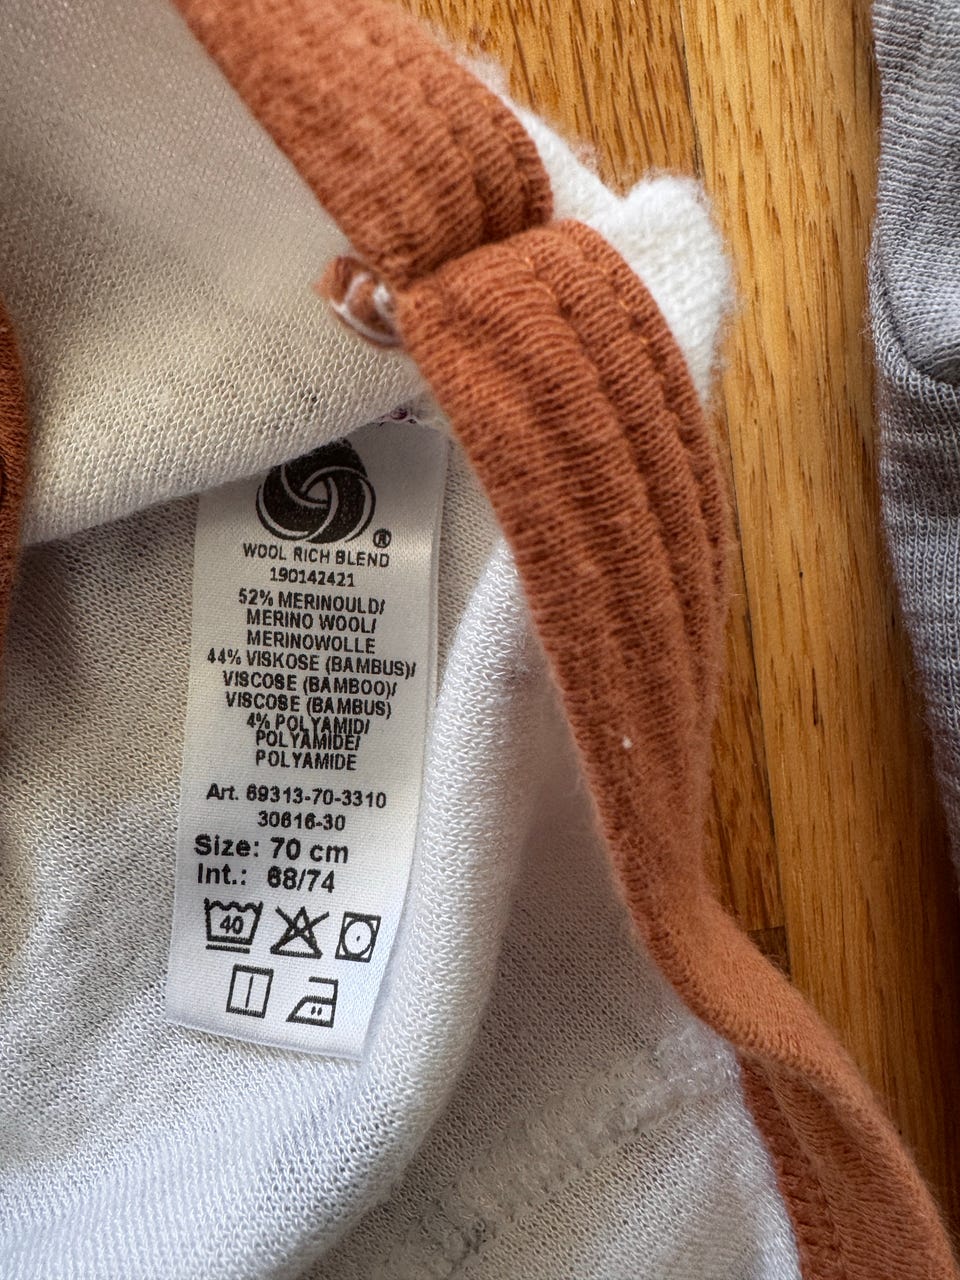 ®
WOOL RICH BLEND
190142421
52% MERINOULD/
MERINO WOOL/
MERINOWOLLE
44% VISKOSE (BAMBUS)/
VISCOSE (BAMBOO)/
VISCOSE (BAMBUS)
4% POLYAMID/
POLYAMIDE/
POLYAMIDE
Art. 69313-70-3310
30616-30
Size: 70 cm
Int.: 68/74
40